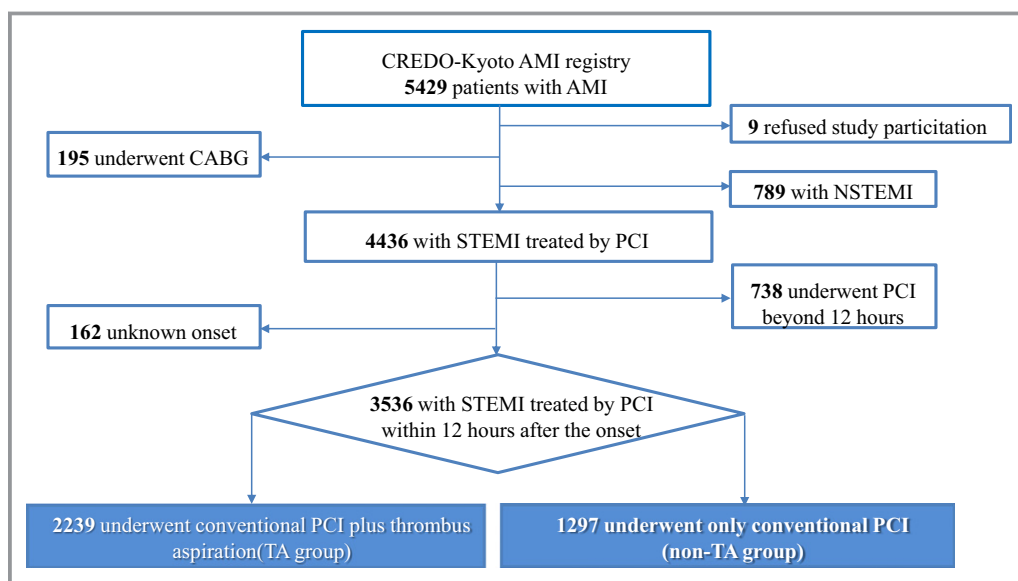 CREDO-Kyoto AMI registry
5429 patients with AMI
9 refused study particitation
195 underwent CABG
789 with NSTEMI
4436 with STEMI treated by PCI
738 underwent PCI
beyond 12 hours
162 unknown onset
3536 with STEMI treated by PCI
within 12 hours after the onset
2239 underwent conventional PCI plus thrombus
aspiration(TA group)
1297 underwent only conventional PCI
(non-TA group)